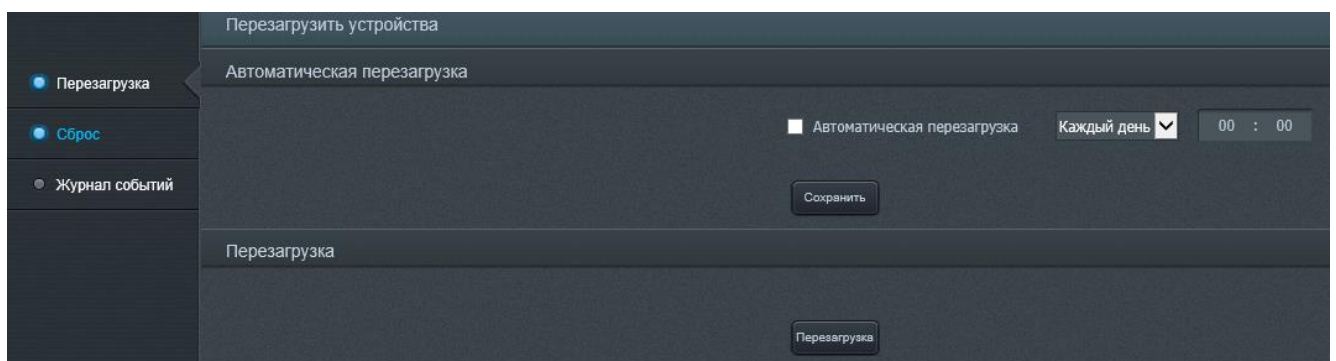 Перезагрузить устройства
Перезагрузка
Автоматическая перезагрузка
Сброс
Автоматическая перезагрузка Каждый день 00 : 00
Журнал событий
Сохранить
Перезагрузка
Перезагрузка